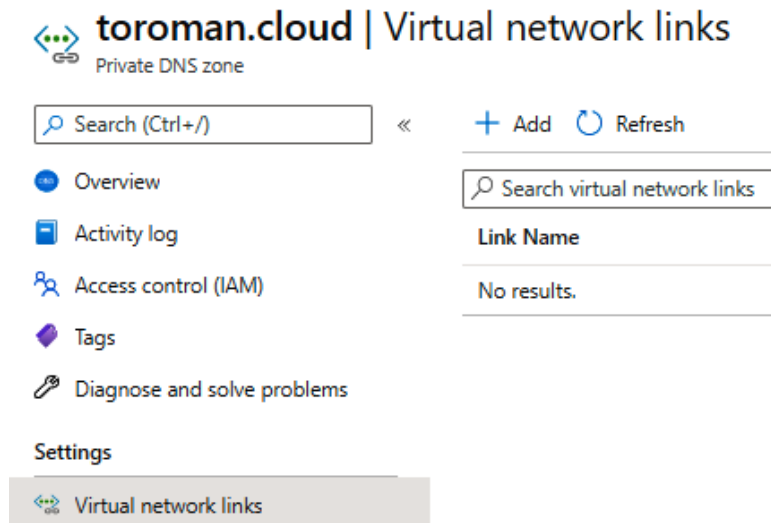 toroman.cloud | Virtual network links
Private DNS zone
Search (Ctrl+/)
«
Add
Refresh
Overview
Search virtual network links
Activity log
Link Name
Access control (IAM)
No results.
Tags
Diagnose and solve problems
Settings
Virtual network links